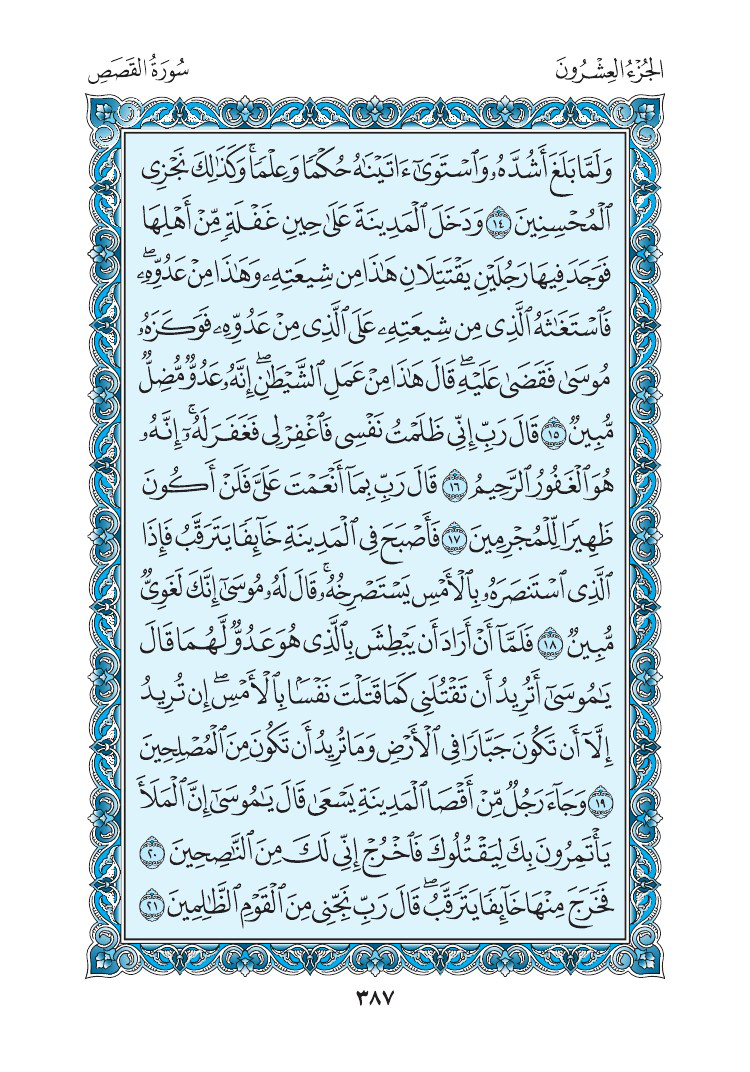 الجُزْءُ العِشْرُونَ
سُورَةُ القَصَصِ
وَلَمَّا بَلَغَ أَشُدَّهُۥ وَٱسْتَوَىٰٓ ءَاتَيْنَٰهُ حُكْمًا وَعِلْمًاۚ وَكَذَٰلِكَ نَجْزِى
ٱلْمُحْسِنِينَ ١٤ وَدَخَلَ ٱلْمَدِينَةَ عَلَىٰ حِينِ غَفْلَةٍ مِّنْ أَهْلِهَا
فَوَجَدَ فِيهَا رَجُلَيْنِ يَقْتَتِلَانِ هَٰذَا مِن شِيعَتِهِۦ وَهَٰذَا مِنْ عَدُوِّهِۦۖ
فَٱسْتَغَٰثَهُ ٱلَّذِى مِن شِيعَتِهِۦ عَلَى ٱلَّذِى مِنْ عَدُوِّهِۦ فَوَكَزَهُۥ
مُوسَىٰ فَقَضَىٰ عَلَيْهِۖ قَالَ هَٰذَا مِنْ عَمَلِ ٱلشَّيْطَٰنِۖ إِنَّهُۥ عَدُوٌّ مُّضِلٌّ
مُّبِينٌ ١٥ قَالَ رَبِّ إِنِّى ظَلَمْتُ نَفْسِى فَٱغْفِرْ لِى فَغَفَرَ لَهُۥٓۚ إِنَّهُۥ
هُوَ ٱلْغَفُورُ ٱلرَّحِيمُ ١٦ قَالَ رَبِّ بِمَآ أَنْعَمْتَ عَلَىَّ فَلَنْ أَكُونَ
ظَهِيرًا لِّلْمُجْرِمِينَ ١٧ فَأَصْبَحَ فِى ٱلْمَدِينَةِ خَآئِفًا يَتَرَقَّبُ فَإِذَا
ٱلَّذِى ٱسْتَنصَرَهُۥ بِٱلْأَمْسِ يَسْتَصْرِخُهُۥۚ قَالَ لَهُۥ مُوسَىٰٓ إِنَّكَ لَغَوِىٌّ
مُّبِينٌ ١٨ فَلَمَّآ أَنْ أَرَادَ أَن يَبْطِشَ بِٱلَّذِى هُوَ عَدُوٌّ لَّهُمَا قَالَ
يَٰمُوسَىٰٓ أَتُرِيدُ أَن تَقْتُلَنِى كَمَا قَتَلْتَ نَفْسًۢا بِٱلْأَمْسِۖ إِن تُرِيدُ
إِلَّآ أَن تَكُونَ جَبَّارًا فِى ٱلْأَرْضِ وَمَا تُرِيدُ أَن تَكُونَ مِنَ ٱلْمُصْلِحِينَ
١٩ وَجَآءَ رَجُلٌ مِّنْ أَقْصَا ٱلْمَدِينَةِ يَسْعَىٰ قَالَ يَٰمُوسَىٰٓ إِنَّ ٱلْمَلَأَ
يَأْتَمِرُونَ بِكَ لِيَقْتُلُوكَ فَٱخْرُجْ إِنِّى لَكَ مِنَ ٱلنَّٰصِحِينَ ٢٠
فَخَرَجَ مِنْهَا خَآئِفًا يَتَرَقَّبُۖ قَالَ رَبِّ نَجِّنِى مِنَ ٱلْقَوْمِ ٱلظَّٰلِمِينَ ٢١
٣٨٧